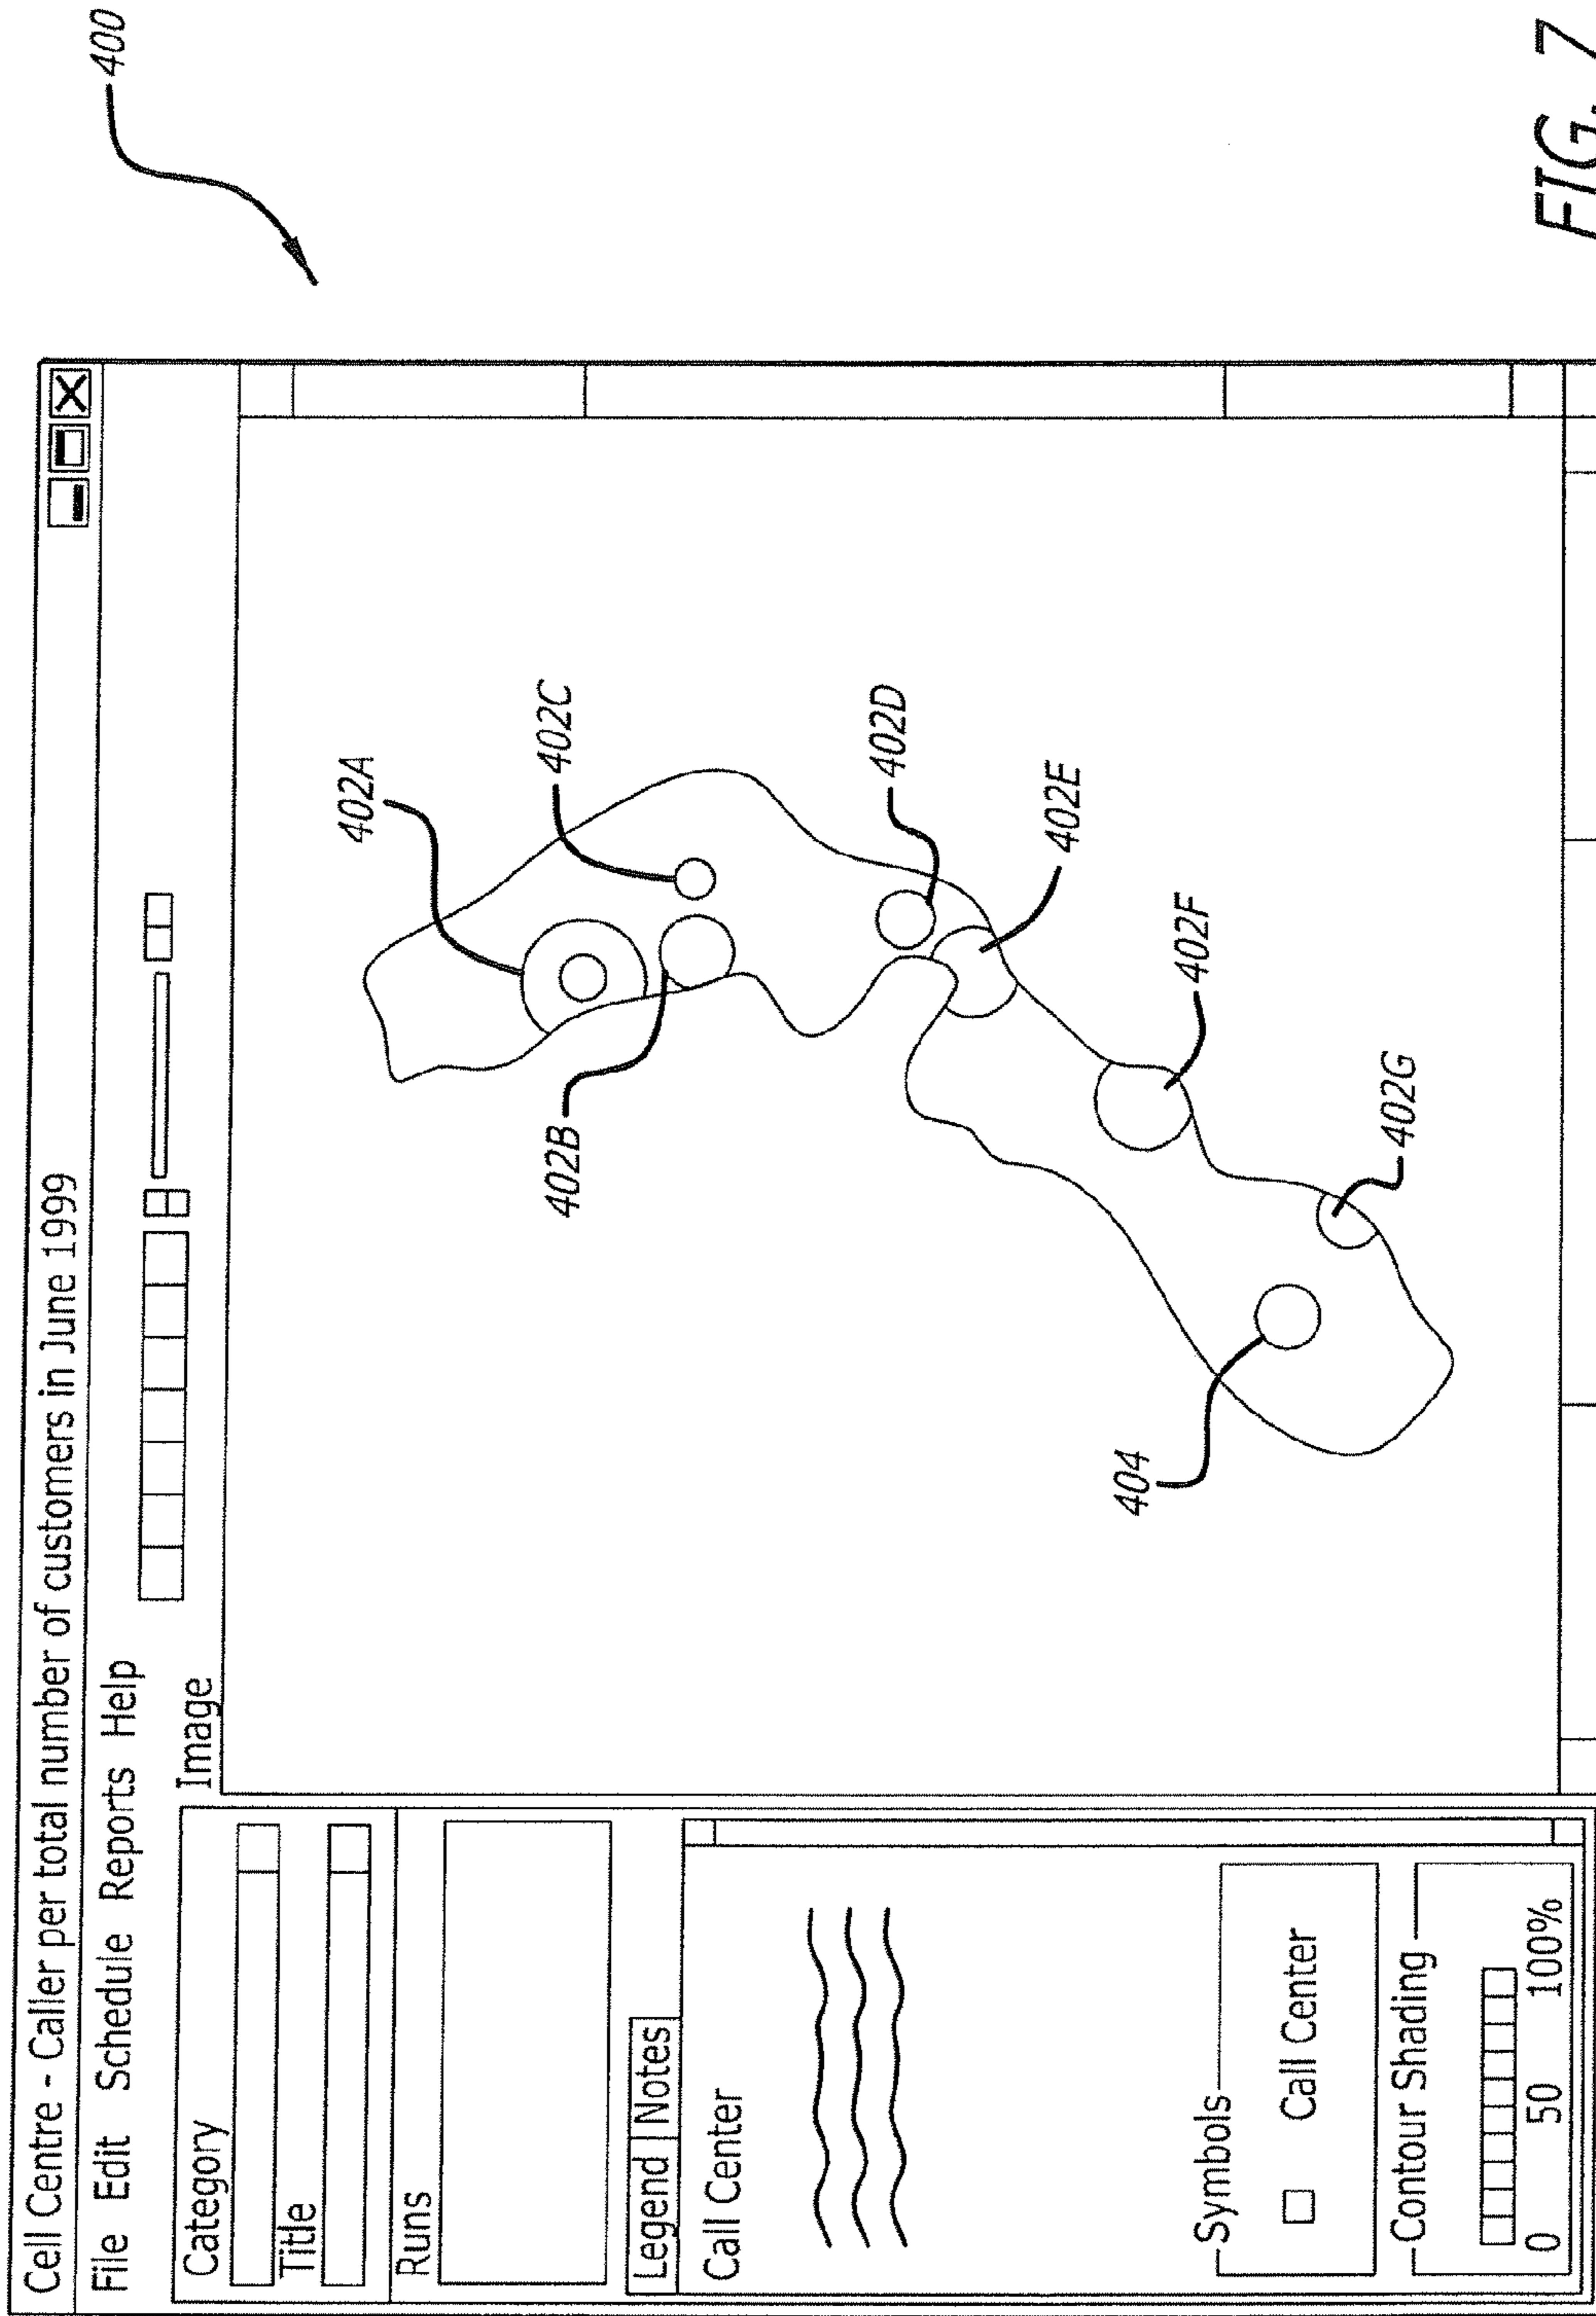 400
Cell Centre - Caller per total number of customers in June 1999
File Edit Schedule Reports Help
Category
Title
Runs
Legend Notes
Call Center
Symbols
Call Center
Contour Shading
0 50 100%
Image
402A
402B
402C
402D
402E
402F
402G
404
FIG. 7